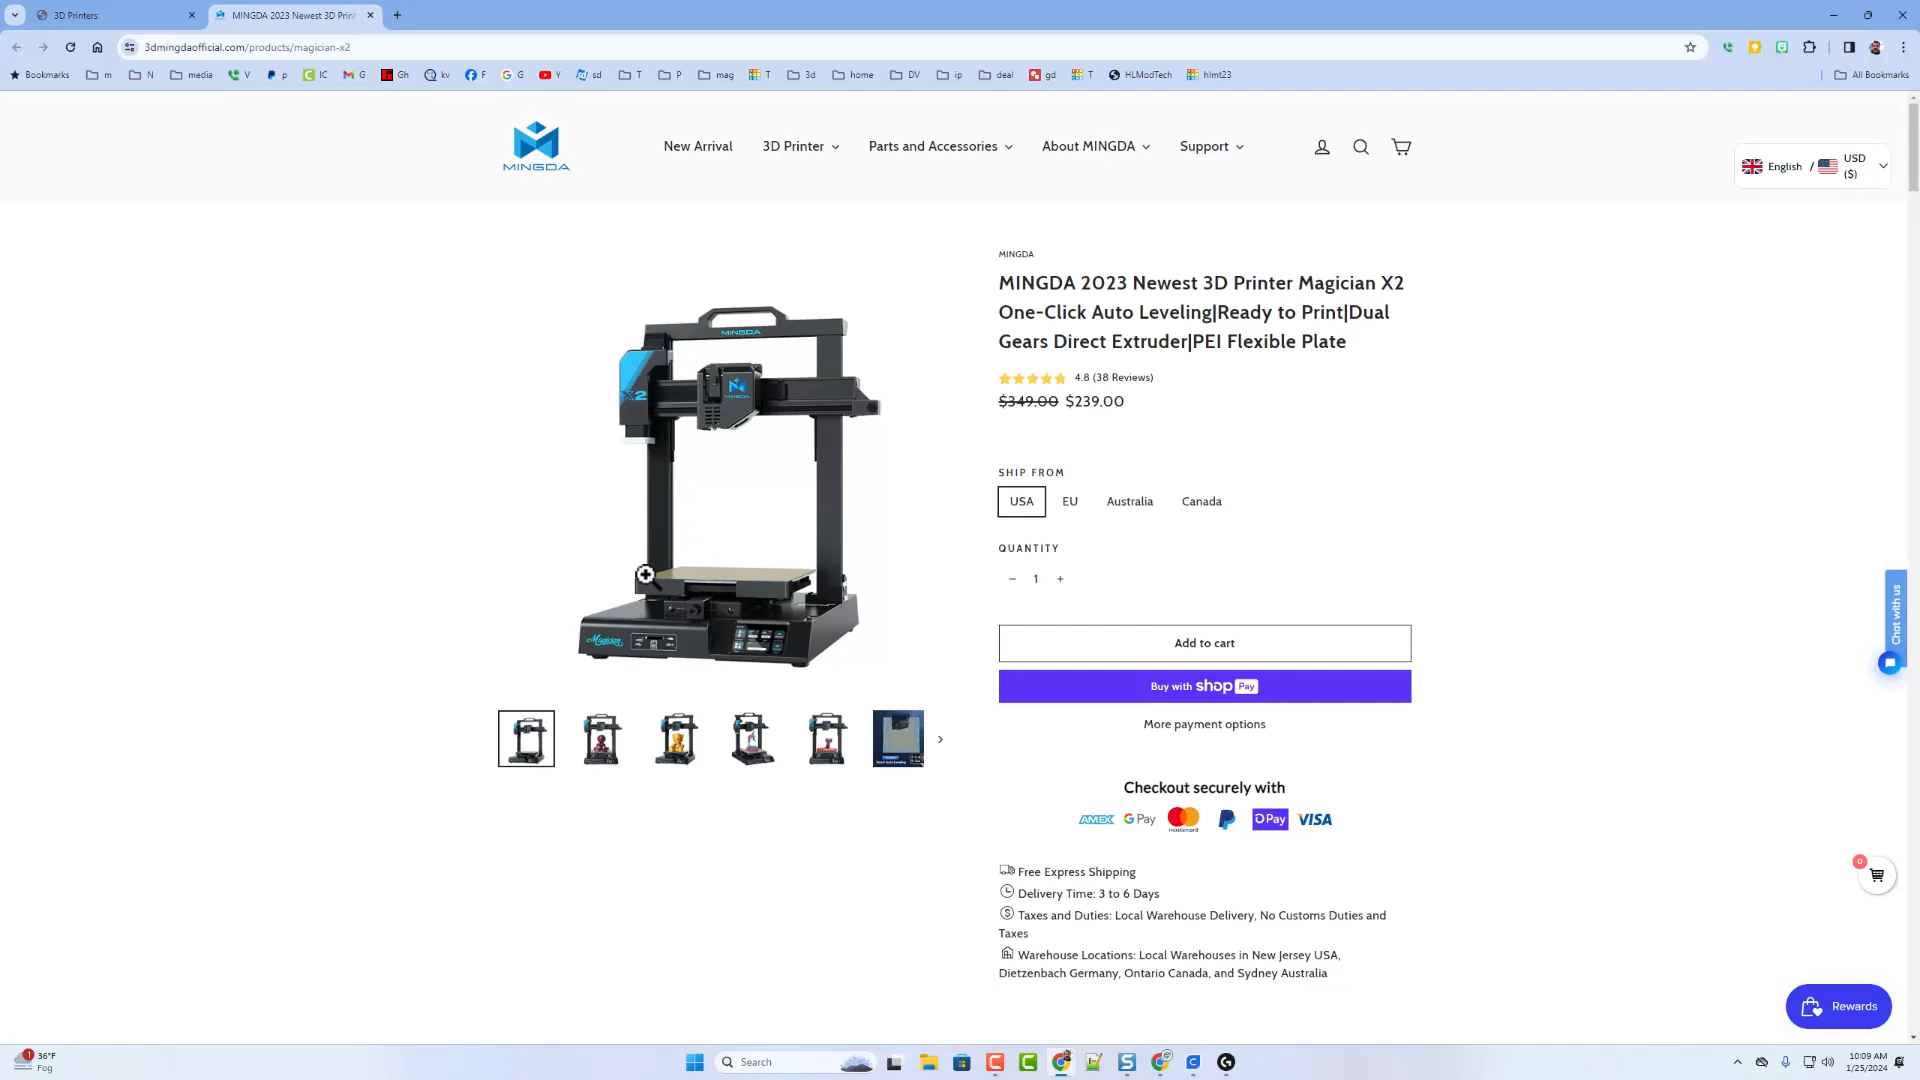 3D Printers
MINGDA 2023 Newest 3D Print
3dmingdaofficial.com/products/magician-x2
Bookmarks m N media V p IC G Gh kv F G Y sd T P mag T 3d home DV ip deal gd T HLModTech hlmt23 All Bookmarks
MINGDA
New Arrival 3D Printer Parts and Accessories About MINGDA Support
English / USD ($)
MINGDA
MINGDA 2023 Newest 3D Printer Magician X2
One-Click Auto Leveling|Ready to Print|Dual
Gears Direct Extruder|PEI Flexible Plate
4.8 (38 Reviews)
$349.00 $239.00
MINGDA
X2
MINGDA
Magician
SHIP FROM
USA EU Australia Canada
QUANTITY
− 1 +
Add to cart
Buy with shop Pay
More payment options
Checkout securely with
AMEX G Pay mastercard Pay VISA
Free Express Shipping
Delivery Time: 3 to 6 Days
Taxes and Duties: Local Warehouse Delivery, No Customs Duties and
Taxes
Warehouse Locations: Local Warehouses in New Jersey USA,
Dietzenbach Germany, Ontario Canada, and Sydney Australia
Chat with us
0
Rewards
1
36°F
Fog
Search
10:09 AM
1/25/2024